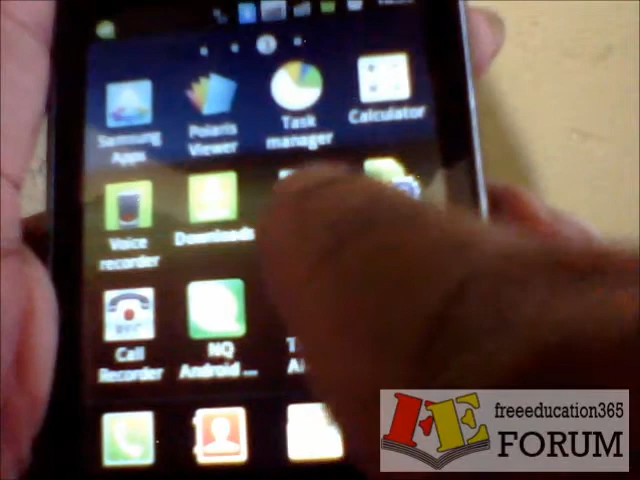 Samsung
Apps
Polaris
Viewer
Task
manager
Calculator
Voice
recorder
Downloads
Call
Recorder
NQ
Android ...
freeeducation365
FE FORUM